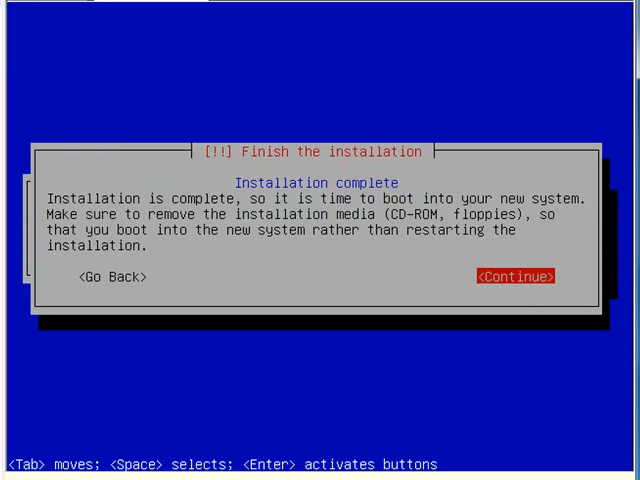 [!!] Finish the installation
Installation complete
Installation is complete, so it is time to boot into your new system.
Make sure to remove the installation media (CD-ROM, floppies), so
that you boot into the new system rather than restarting the
installation.
<Go Back> <Continue>
<Tab> moves; <Space> selects; <Enter> activates buttons